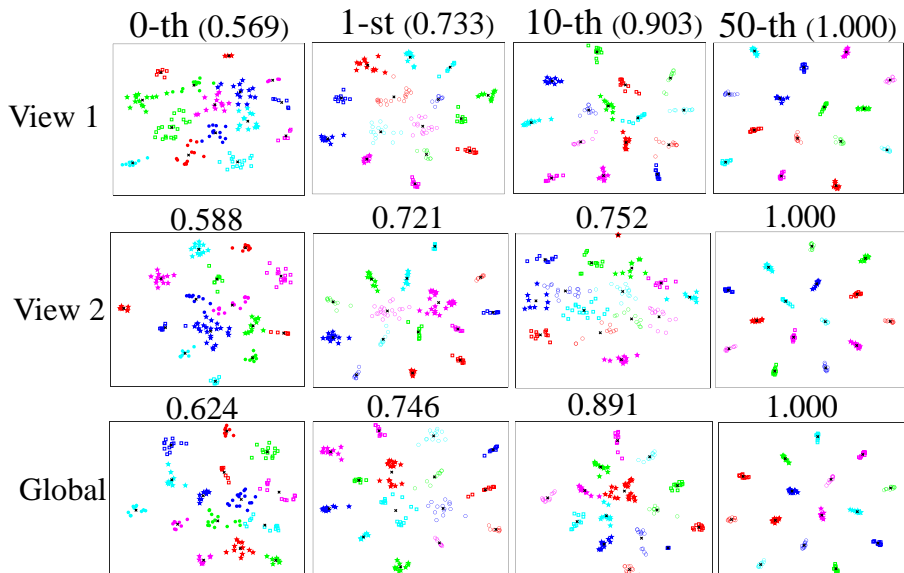 0-th (0.569) 1-st (0.733) 10-th (0.903) 50-th (1.000)
View 1
0.588 0.721 0.752 1.000
View 2
0.624 0.746 0.891 1.000
Global